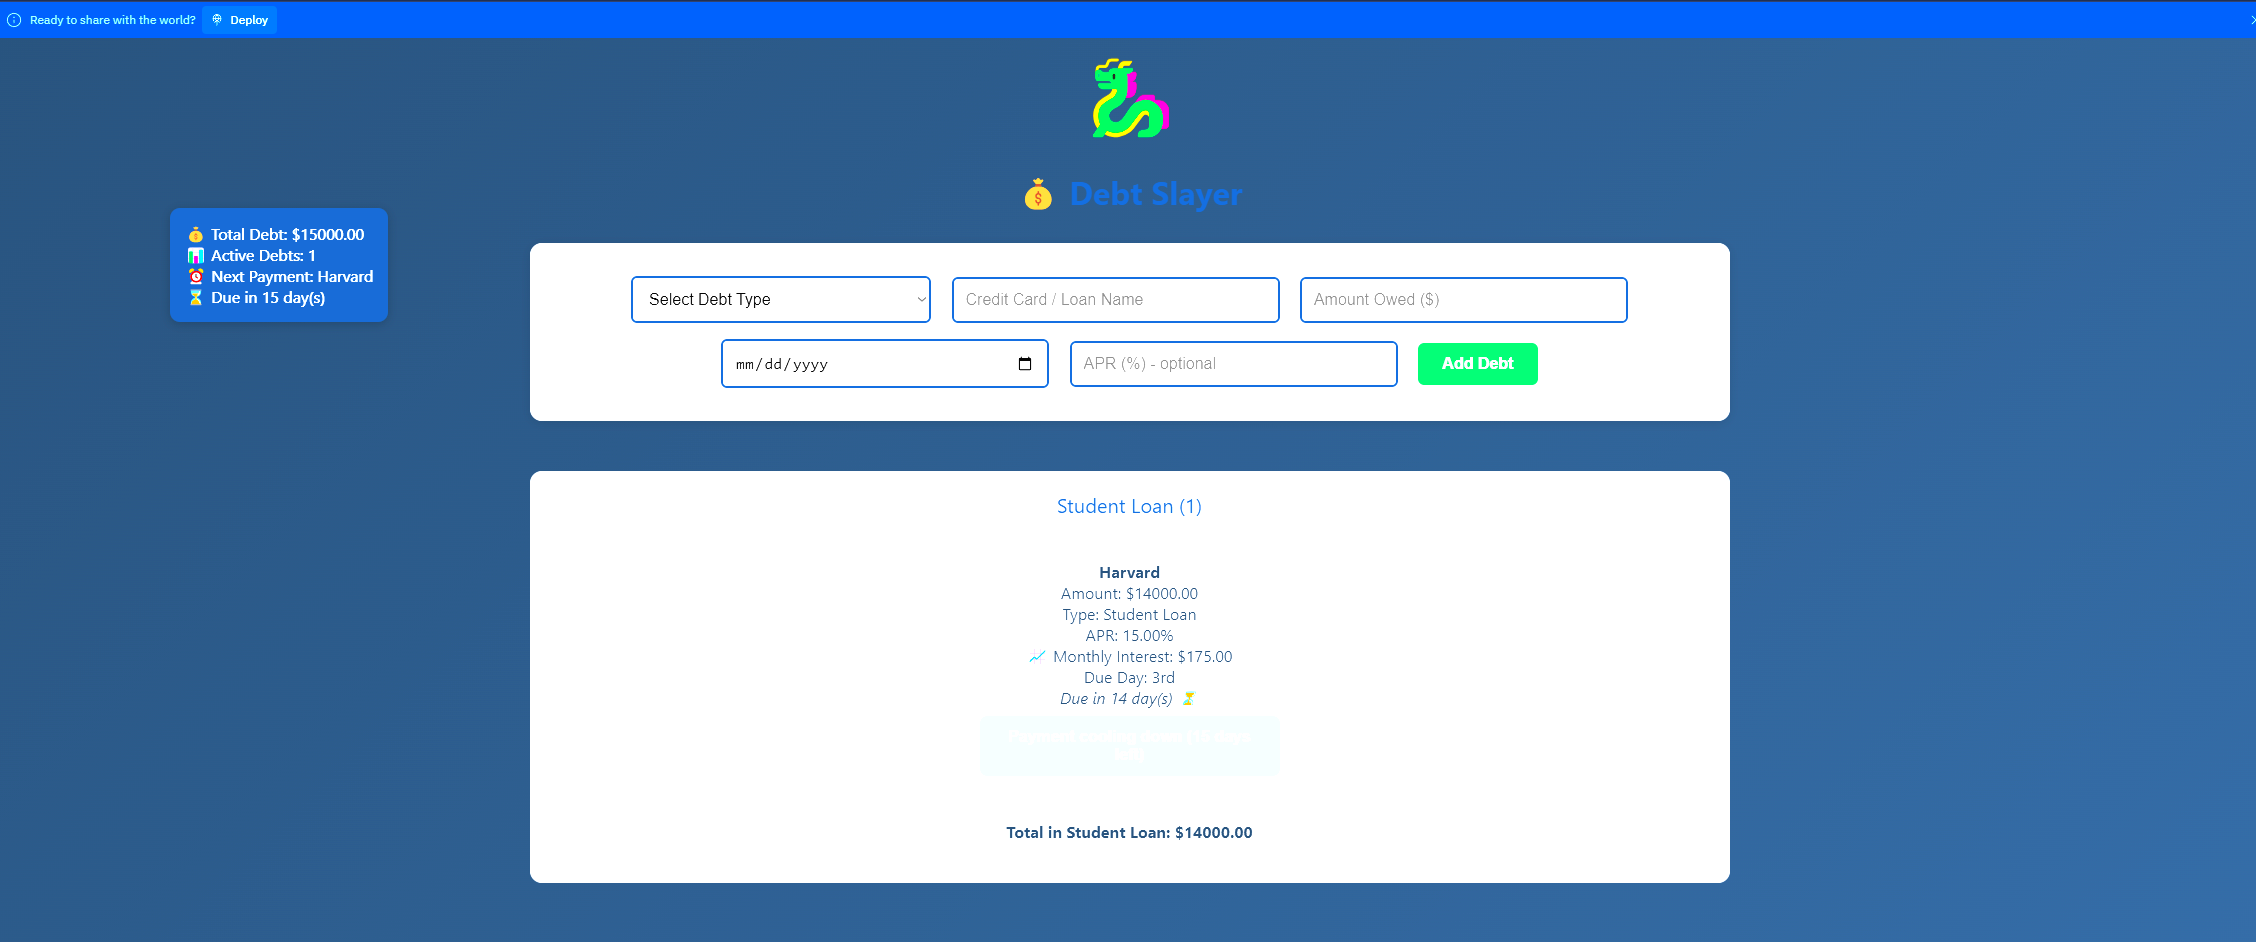 Ready to share with the world? Deploy
Debt Slayer
Total Debt: $15000.00
Active Debts: 1
Next Payment: Harvard
Due in 15 day(s)
Select Debt Type
Credit Card / Loan Name
Amount Owed ($)
mm/dd/yyyy
APR (%) - optional
Add Debt
Student Loan (1)
Harvard
Amount: $14000.00
Type: Student Loan
APR: 15.00%
Monthly Interest: $175.00
Due Day: 3rd
Due in 14 day(s)
Total in Student Loan: $14000.00